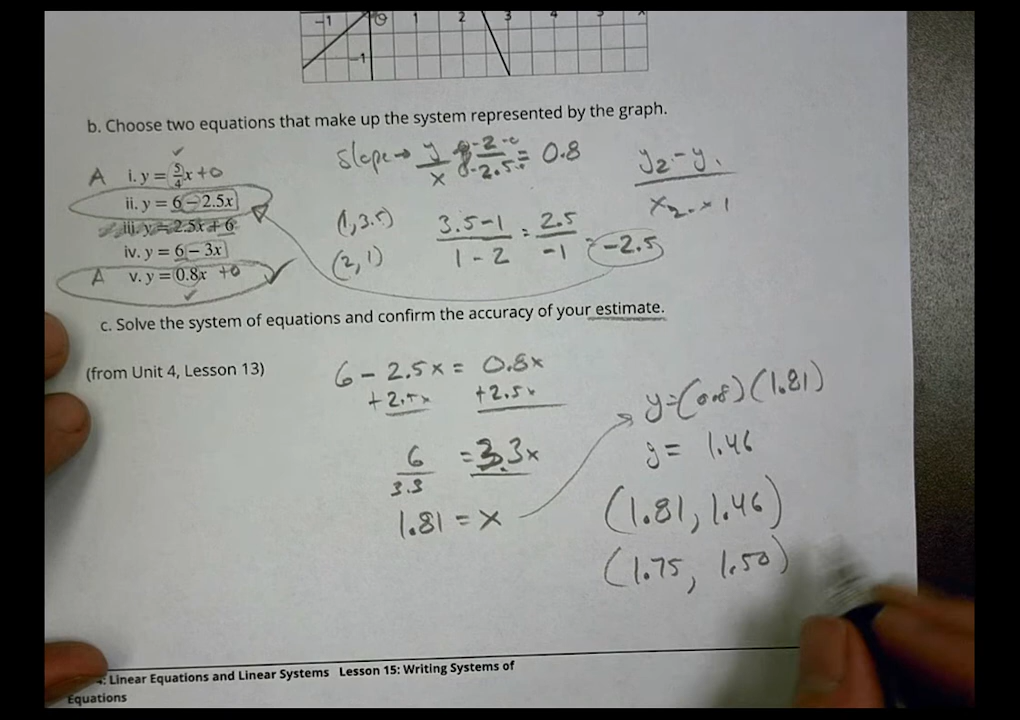 -1 0 1 2 3 4 5 x
-1
b. Choose two equations that make up the system represented by the graph.
slope → y/x -2/-2.5 = 0.8
y2 - y1 / x2 - x1
A i. y = 5/4x + 0
ii. y = 6 - 2.5x
iii. y = 2.5x + 6
iv. y = 6 - 3x
A v. y = 0.8x + 0
(1, 3.5)
(2, 1)
3.5 - 1 / 1 - 2 = 2.5 / -1 = -2.5
c. Solve the system of equations and confirm the accuracy of your estimate.
(from Unit 4, Lesson 13)
6 - 2.5x = 0.8x
+2.5x +2.5x
6 = 3.3x
3.3
1.81 = x
y = (0.8)(1.81)
y = 1.46
(1.81, 1.46)
(1.75, 1.50)
4: Linear Equations and Linear Systems Lesson 15: Writing Systems of
Equations